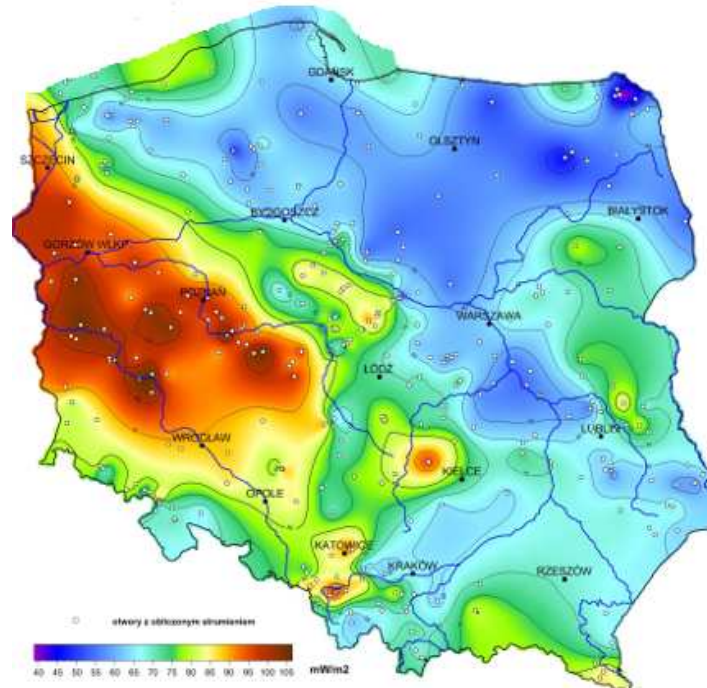 GDAŃSK
OLSZTYN
SZCZECIN
BYDGOSZCZ
BIAŁYSTOK
GORZÓW WLKP
POZNAŃ
WARSZAWA
ŁÓDŹ
WROCŁAW
LUBLIN
KIELCE
OPOLE
KATOWICE
KRAKÓW
RZESZÓW
otwory z obliczonym strumieniem
40 45 50 55 60 65 70 75 80 85 90 95 100 105 mW/m2